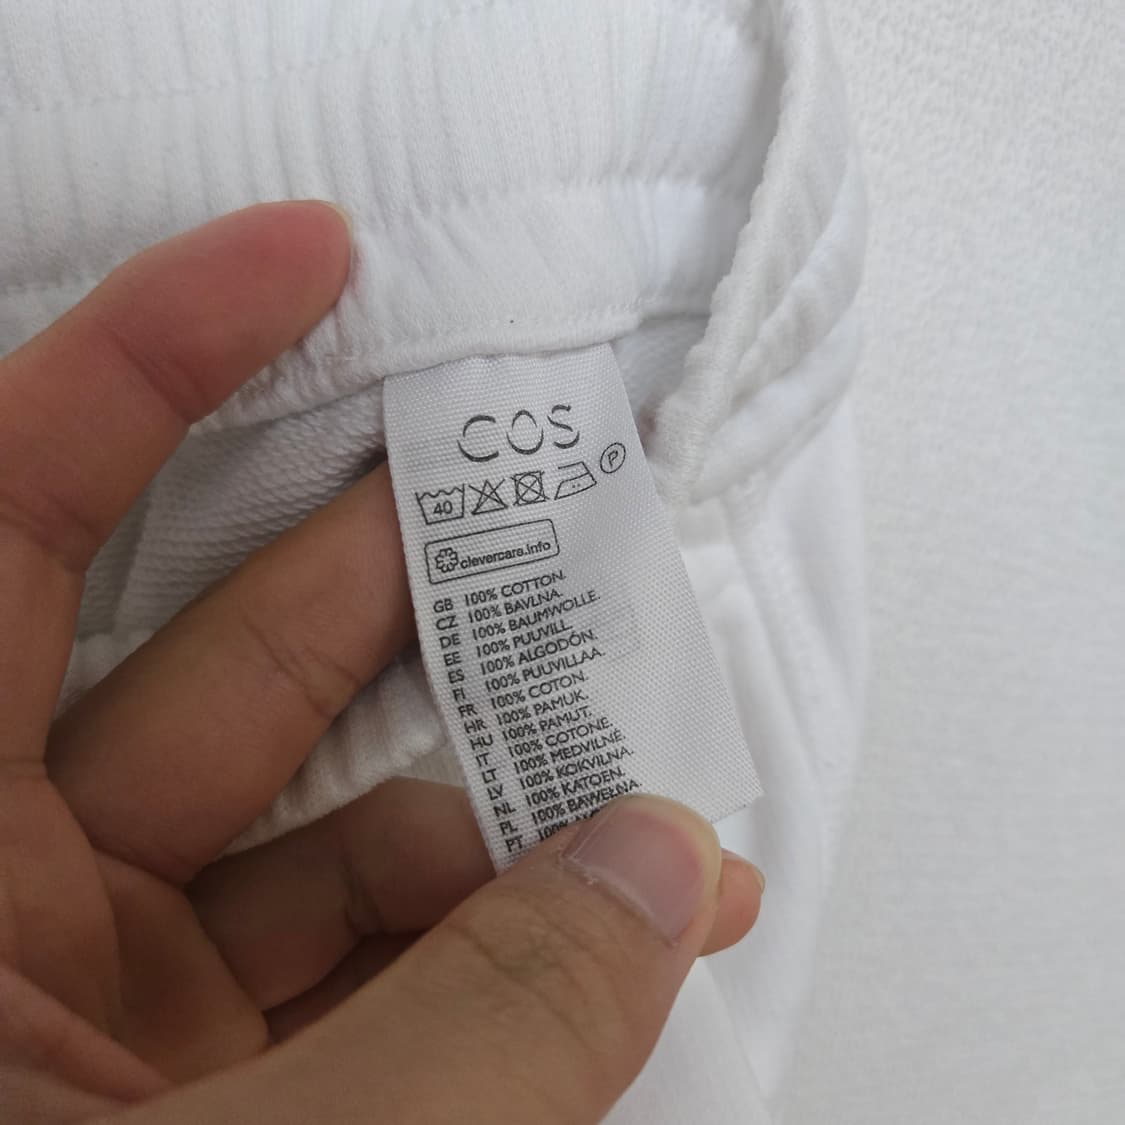 COS
40 P
clevercare.info
GB 100% COTTON.
CZ 100% BAVLNA.
DE 100% BAUMWOLLE.
EE 100% PUUVILL.
ES 100% ALGODÓN.
FI 100% PUUVILLAA.
FR 100% COTON.
HR 100% PAMUK.
HU 100% PAMUT.
IT 100% COTONE.
LT 100% MEDVILNĖ.
LV 100% KOKVILNA.
NL 100% KATOEN.
PL 100% BAWEŁNA.
PT 100%